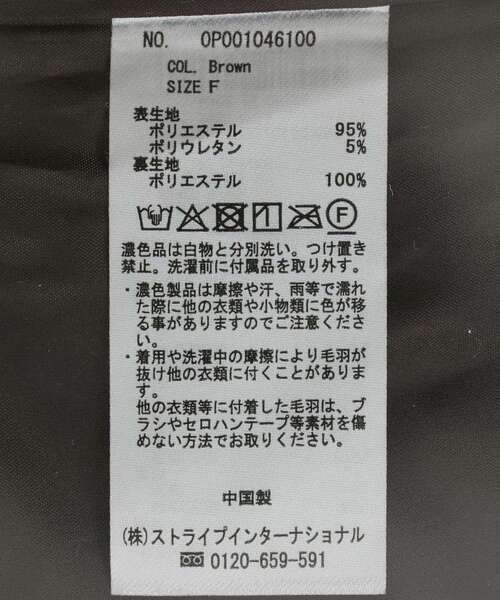 NO. 0P001046100
COL. Brown
SIZE F
表生地
ポリエステル 95%
ポリウレタン 5%
裏生地
ポリエステル 100%
F
濃色品は白物と分別洗い。つけ置き
禁止。洗濯前に付属品を取り外す。
・濃色製品は摩擦や汗、雨等で濡れ
た際に他の衣類や小物類に色が移
る事がありますのでご注意くださ
い。
・着用や洗濯中の摩擦により毛羽が
抜け他の衣類に付くことがありま
す。
他の衣類等に付着した毛羽は、ブ
ラシやセロハンテープ等素材を傷
めない方法でお取りください。
中国製
(株)ストライプインターナショナル
0120-659-591